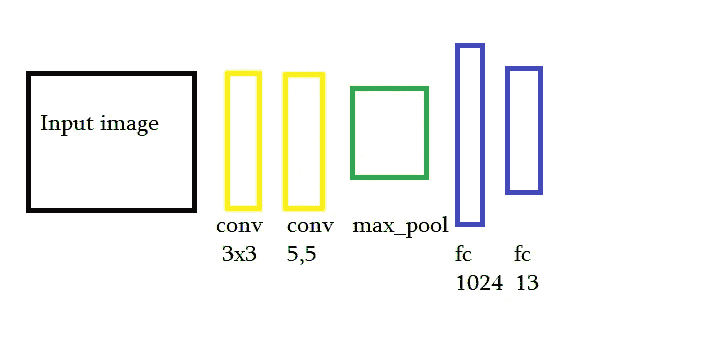 Input image
conv
3x3
conv
5,5
max_pool
fc
1024
fc
13